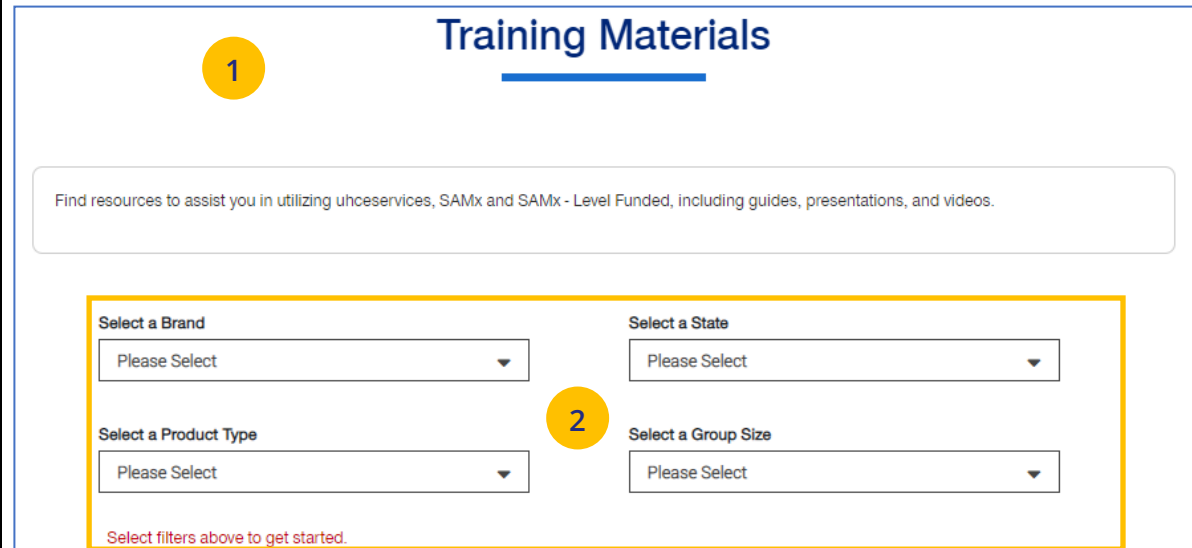 Training Materials
1
Find resources to assist you in utilizing uhceservices, SAMx and SAMx - Level Funded, including guides, presentations, and videos.
Select a Brand
Select a State
Please Select
Please Select
2
Select a Product Type
Select a Group Size
Please Select
Please Select
Select filters above to get started.